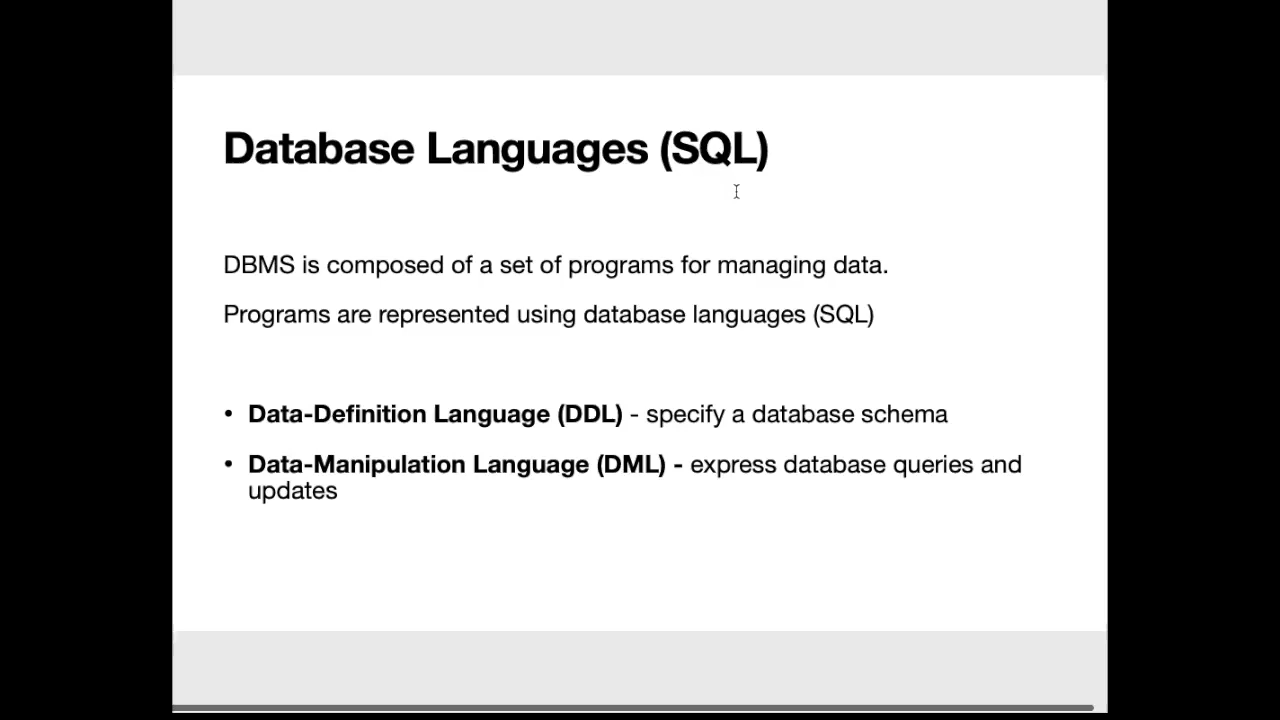 Database Languages (SQL)
DBMS is composed of a set of programs for managing data.
Programs are represented using database languages (SQL)
• Data-Definition Language (DDL) - specify a database schema
• Data-Manipulation Language (DML) - express database queries and
updates